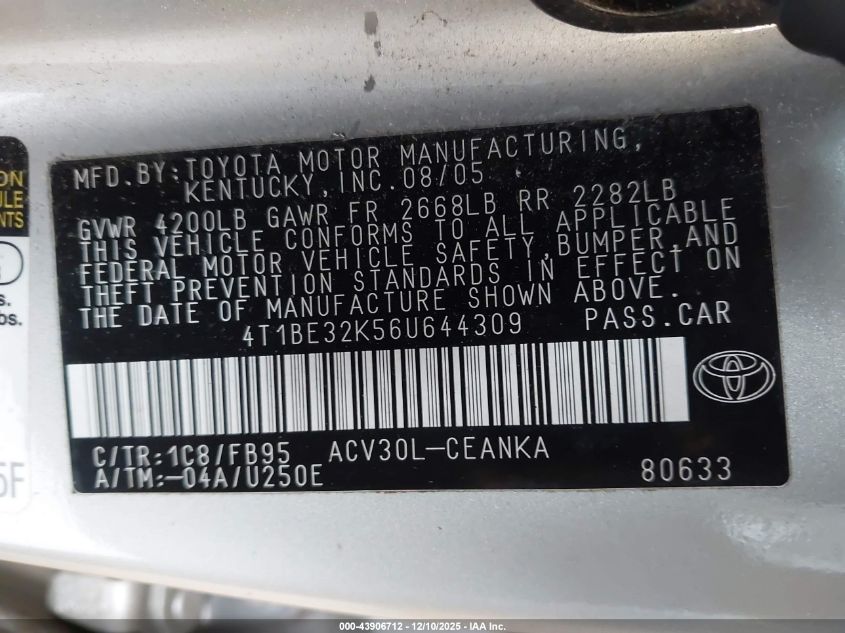 MFD. BY: TOYOTA MOTOR MANUFACTURING,
KENTUCKY, INC. 08/05
GVWR 4200LB GAWR FR 2668LB RR 2282LB
THIS VEHICLE CONFORMS TO ALL APPLICABLE
FEDERAL MOTOR VEHICLE SAFETY, BUMPER, AND
THEFT PREVENTION STANDARDS IN EFFECT ON
THE DATE OF MANUFACTURE SHOWN ABOVE.
4T1BE32K56U644309 PASS. CAR
C/TR: 1C8/FB95 ACV30L-CEANKA
A/TM:-04A/U250E 80633
000-43906712 - 12/10/2025 - IAA Inc.